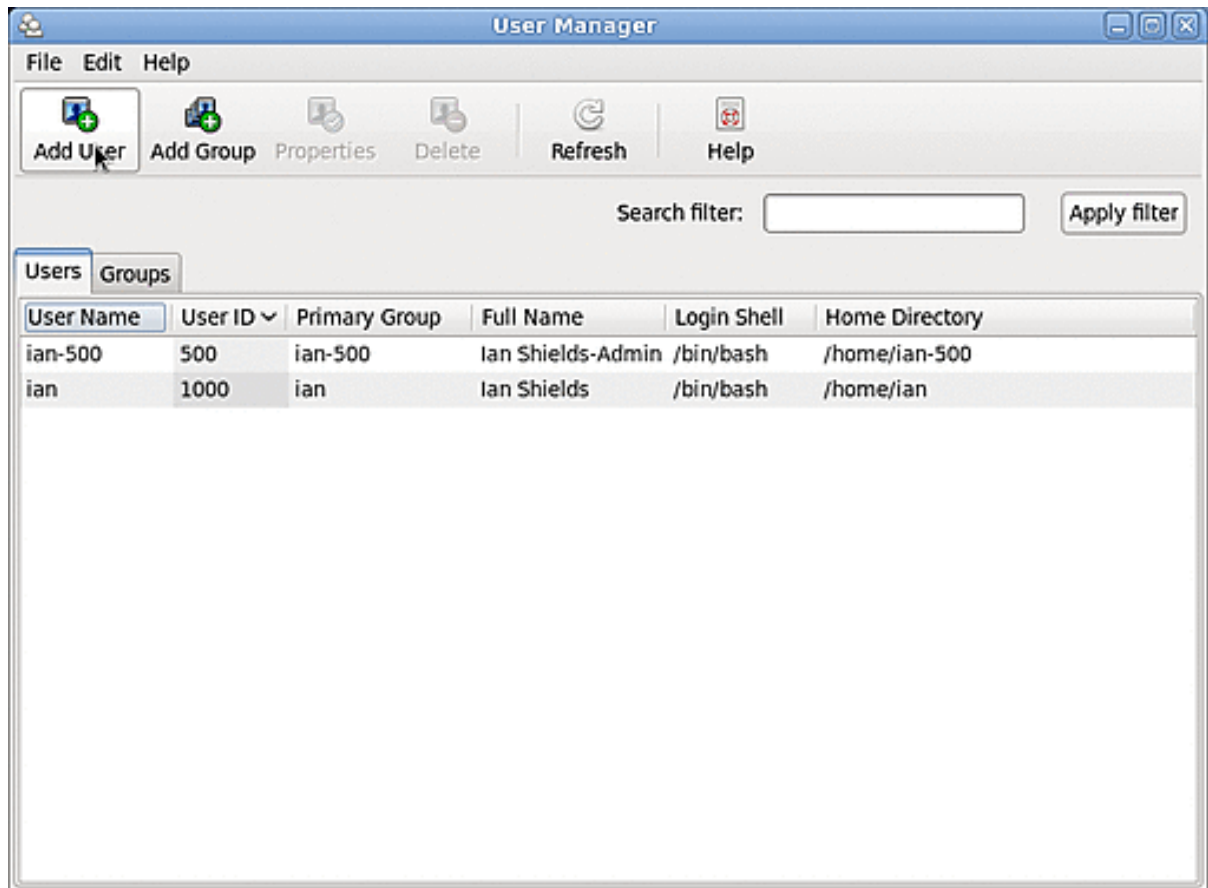 User Manager
File Edit Help
Add User Add Group Properties Delete Refresh Help
Search filter: Apply filter
Users Groups
User Name User ID Primary Group Full Name Login Shell Home Directory
ian-500 500 ian-500 Ian Shields-Admin /bin/bash /home/ian-500
ian 1000 ian Ian Shields /bin/bash /home/ian